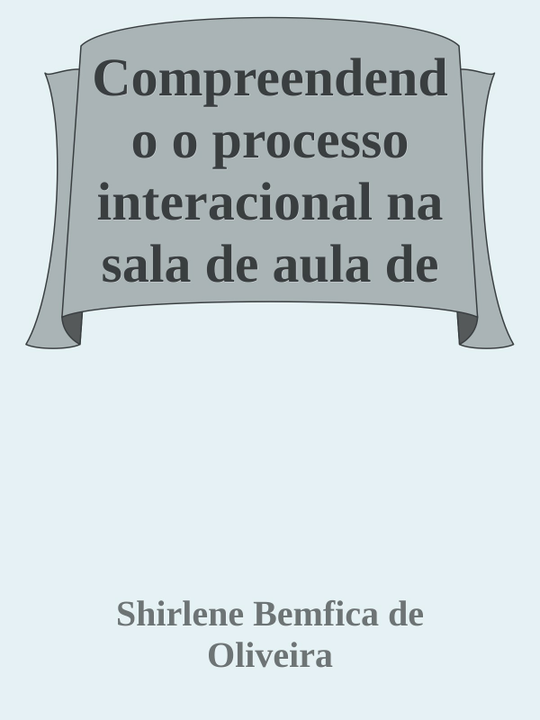 Compreendend
o o processo
interacional na
sala de aula de
Shirlene Bemfica de
Oliveira